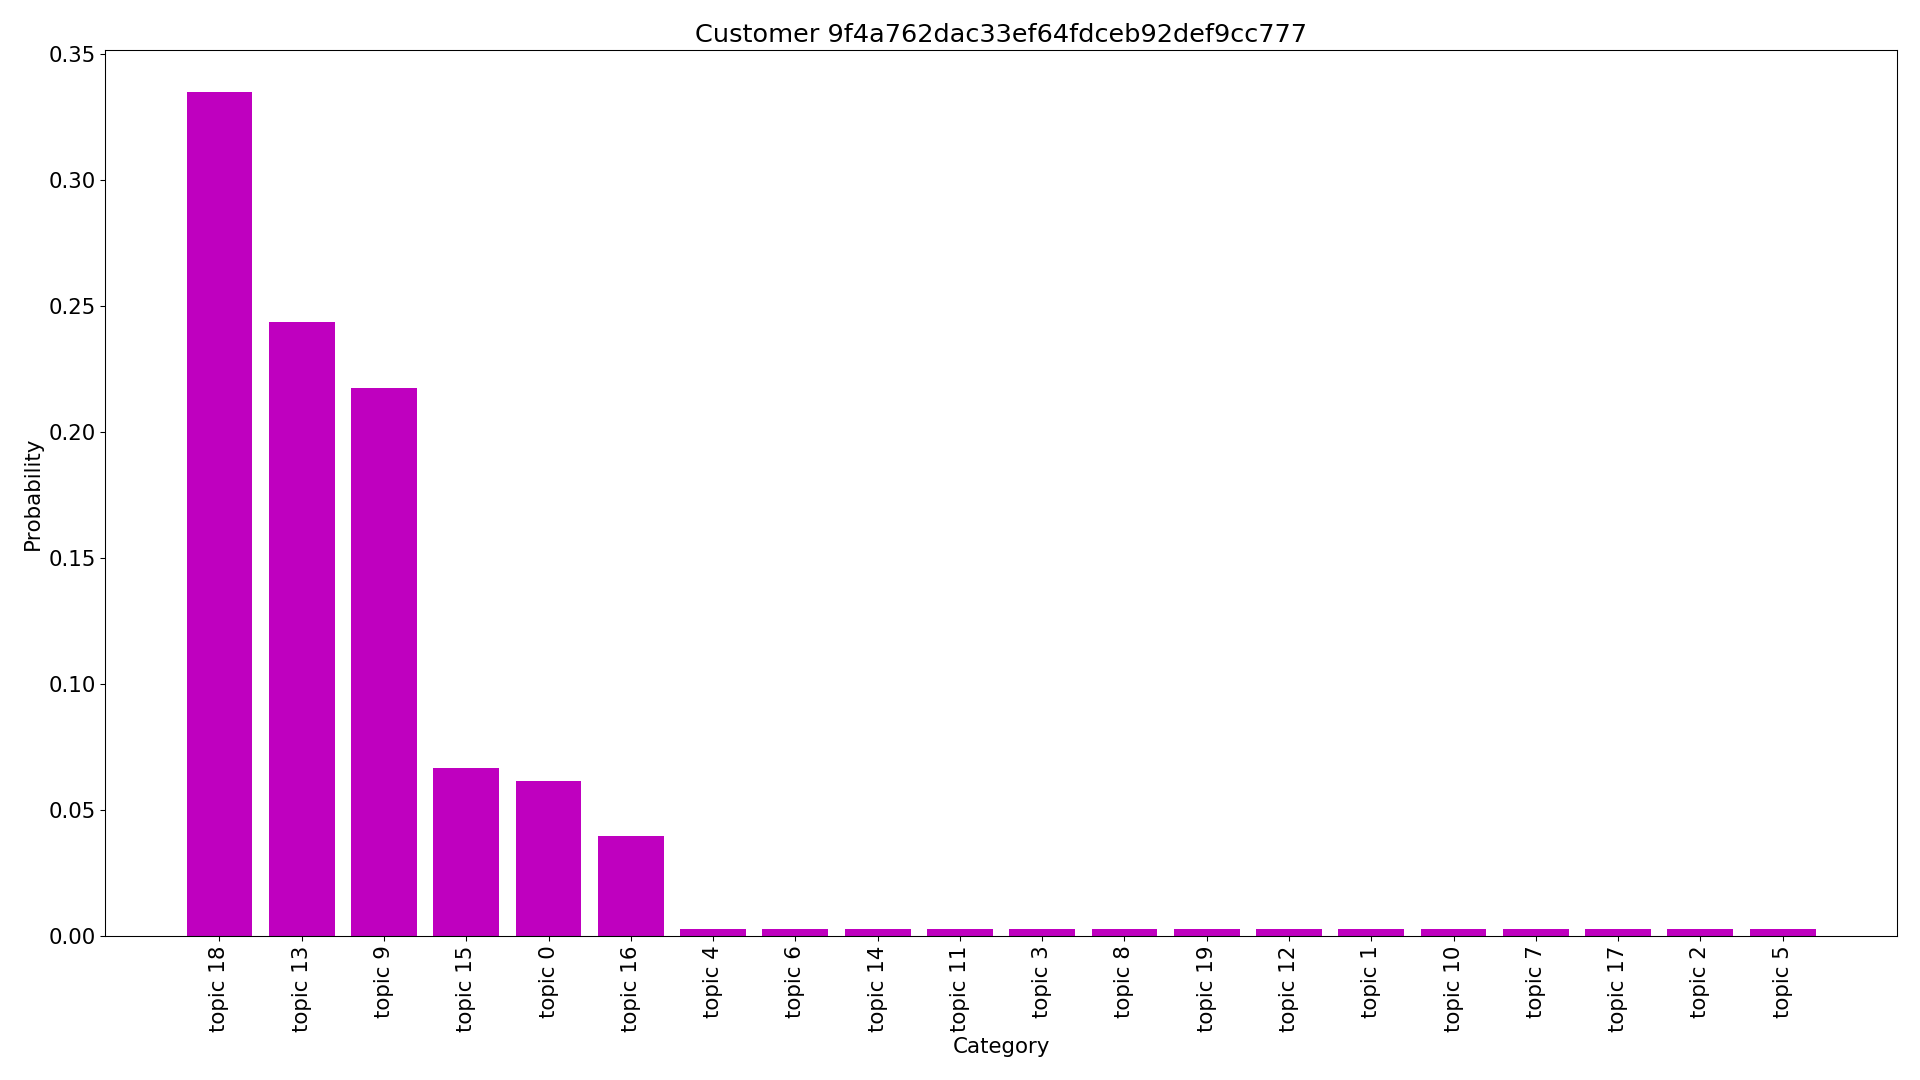 Customer 9f4a762dac33ef64fdceb92def9cc777
0.35
0.30
0.25
0.20
0.15
0.10
0.05
0.00
Probability
topic 18
topic 13
topic 9
topic 15
topic 0
topic 16
topic 4
topic 6
topic 14
topic 11
topic 3
topic 8
topic 19
topic 12
topic 1
topic 10
topic 7
topic 17
topic 2
topic 5
Category